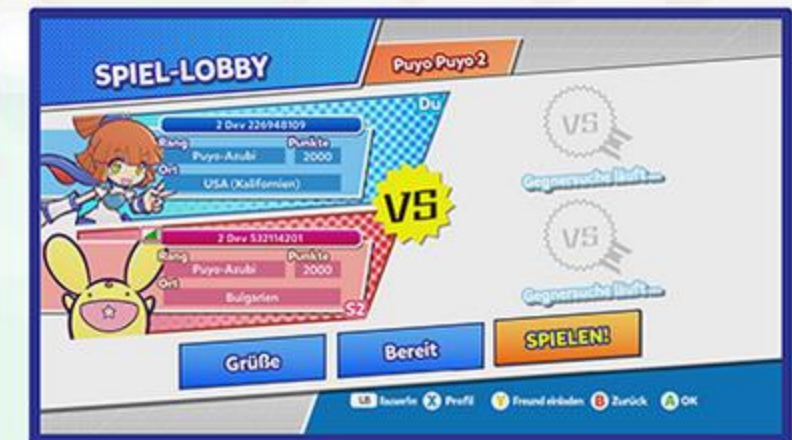 SPIEL-LOBBY
Puyo Puyo 2
Du
2 Dev 226948109
Rang
Punkte
Puyo-Azubi
2000
Ort
USA (Kalifornien)
VS
2 Dev 532114201
Rang
Punkte
Puyo-Azubi
2000
Ort
Bulgarien
S2
VS
Gegnersuche läuft...
VS
Gegnersuche läuft...
Grüße
Bereit
SPIELEN!
LB X Profil Y Freund einladen B Zurück A OK